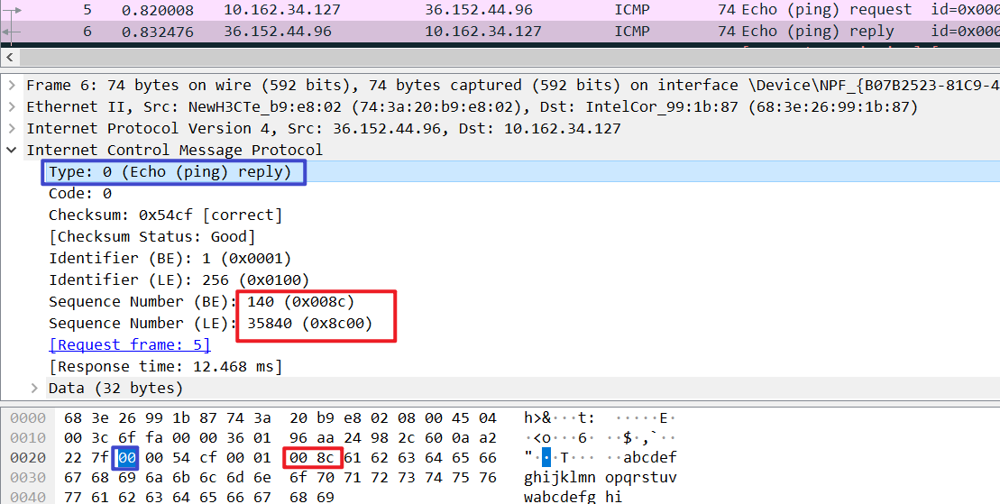 5 0.820008 10.162.34.127 36.152.44.96 ICMP 74 Echo (ping) request id=0x000
6 0.832476 36.152.44.96 10.162.34.127 ICMP 74 Echo (ping) reply id=0x000
Frame 6: 74 bytes on wire (592 bits), 74 bytes captured (592 bits) on interface \Device\NPF_{B07B2523-81C9-4
Ethernet II, Src: NewH3CTe_b9:e8:02 (74:3a:20:b9:e8:02), Dst: IntelCor_99:1b:87 (68:3e:26:99:1b:87)
Internet Protocol Version 4, Src: 36.152.44.96, Dst: 10.162.34.127
Internet Control Message Protocol
Type: 0 (Echo (ping) reply)
Code: 0
Checksum: 0x54cf [correct]
[Checksum Status: Good]
Identifier (BE): 1 (0x0001)
Identifier (LE): 256 (0x0100)
Sequence Number (BE): 140 (0x008c)
Sequence Number (LE): 35840 (0x8c00)
[Request frame: 5]
[Response time: 12.468 ms]
Data (32 bytes)
0000 68 3e 26 99 1b 87 74 3a 20 b9 e8 02 08 00 45 04 h>&···t: ·····E·
0010 00 3c 6f fa 00 00 36 01 96 aa 24 98 2c 60 0a a2 ·<o···6· ··$·,`··
0020 22 7f 00 00 54 cf 00 01 00 8c 61 62 63 64 65 66 "···T··· ··abcdef
0030 67 68 69 6a 6b 6c 6d 6e 6f 70 71 72 73 74 75 76 ghijklmn opqrstuv
0040 77 61 62 63 64 65 66 67 68 69 wabcdefg hi